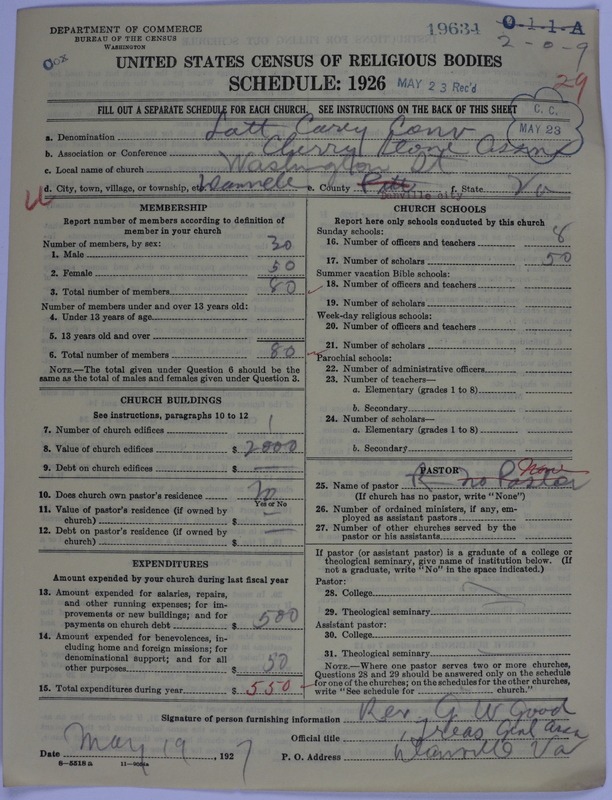 DEPARTMENT OF COMMERCE
BUREAU OF THE CENSUS
WASHINGTON
Cox
19634 0-1-1-A
2-0-9
UNITED STATES CENSUS OF RELIGIOUS BODIES
SCHEDULE: 1926 MAY 23 Rec'd
29
FILL OUT A SEPARATE SCHEDULE FOR EACH CHURCH. SEE INSTRUCTIONS ON THE BACK OF THIS SHEET
C. C.
MAY 23
a. Denomination Lott Carey Conv
b. Association or Conference Cherry Stone Assn
c. Local name of church Washington St
d. City, town, village, or township, etc. Danville e. County Pitt f. State Va
Danville city
MEMBERSHIP
Report number of members according to definition of member in your church
Number of members, by sex:
1. Male 30
2. Female 50
3. Total number of members 80
Number of members under and over 13 years old:
4. Under 13 years of age
5. 13 years old and over
6. Total number of members 80
NOTE.—The total given under Question 6 should be the same as the total of males and females given under Question 3.
CHURCH BUILDINGS
See instructions, paragraphs 10 to 12
7. Number of church edifices 1
8. Value of church edifices $ 2000
9. Debt on church edifices $ —
10. Does church own pastor's residence No
Yes or No
11. Value of pastor's residence (if owned by church) $ —
12. Debt on pastor's residence (if owned by church) $ —
EXPENDITURES
Amount expended by your church during last fiscal year
13. Amount expended for salaries, repairs, and other running expenses; for improvements or new buildings; and for payments on church debt $ 500
14. Amount expended for benevolences, including home and foreign missions; for denominational support; and for all other purposes $ 50
15. Total expenditures during year $ 550
CHURCH SCHOOLS
Report here only schools conducted by this church
Sunday schools:
16. Number of officers and teachers 8
17. Number of scholars 50
Summer vacation Bible schools:
18. Number of officers and teachers
19. Number of scholars
Week-day religious schools:
20. Number of officers and teachers
21. Number of scholars
Parochial schools:
22. Number of administrative officers
23. Number of teachers—
a. Elementary (grades 1 to 8)
b. Secondary
24. Number of scholars—
a. Elementary (grades 1 to 8)
b. Secondary
PASTOR
None
25. Name of pastor no Pastor
(If church has no pastor, write "None")
26. Number of ordained ministers, if any, employed as assistant pastors
27. Number of other churches served by the pastor or his assistants
If pastor (or assistant pastor) is a graduate of a college or theological seminary, give name of institution below. (If not a graduate, write "No" in the space indicated.)
Pastor:
28. College
29. Theological seminary
Assistant pastor:
30. College
31. Theological seminary
NOTE.—Where one pastor serves two or more churches, Questions 28 and 29 should be answered only on the schedule for one of the churches; on the schedules for the other churches, write "See schedule for church."
Signature of person furnishing information Rev. G W Good
Official title Treas Genl Assn
Date May 19, 1927 P. O. Address Danville Va
8—5518 a